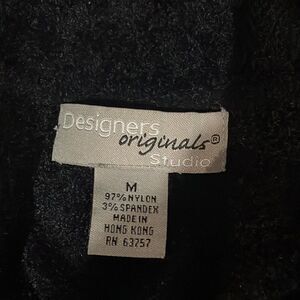 Designers
originals®
Studio
M
97% NYLON
3% SPANDEX
MADE IN
HONG KONG
RN 63757